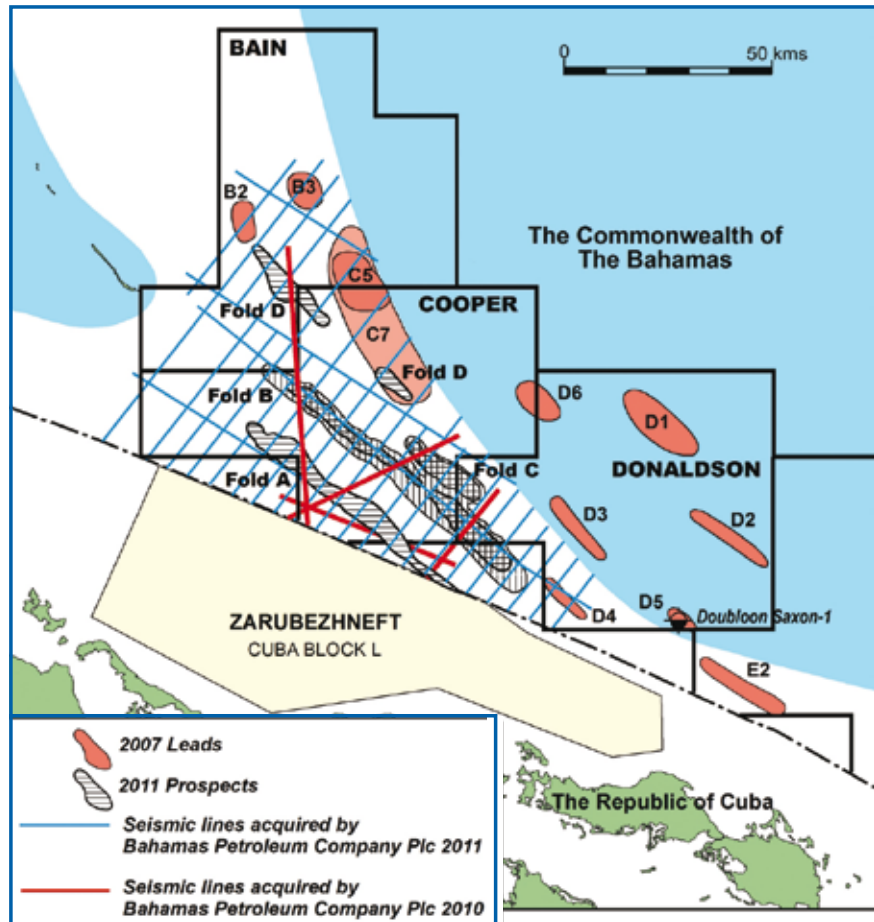 BAIN
0
50 kms
B2
B3
The Commonwealth of
The Bahamas
C5
COOPER
Fold D
C7
Fold D
Fold B
D6
D1
Fold A
Fold C
DONALDSON
D3
D2
ZARUBEZHNEFT
CUBA BLOCK L
D4
D5
Doubloon Saxon-1
E2
2007 Leads
2011 Prospects
Seismic lines acquired by
Bahamas Petroleum Company Plc 2011
Seismic lines acquired by
Bahamas Petroleum Company Plc 2010
The Republic of Cuba